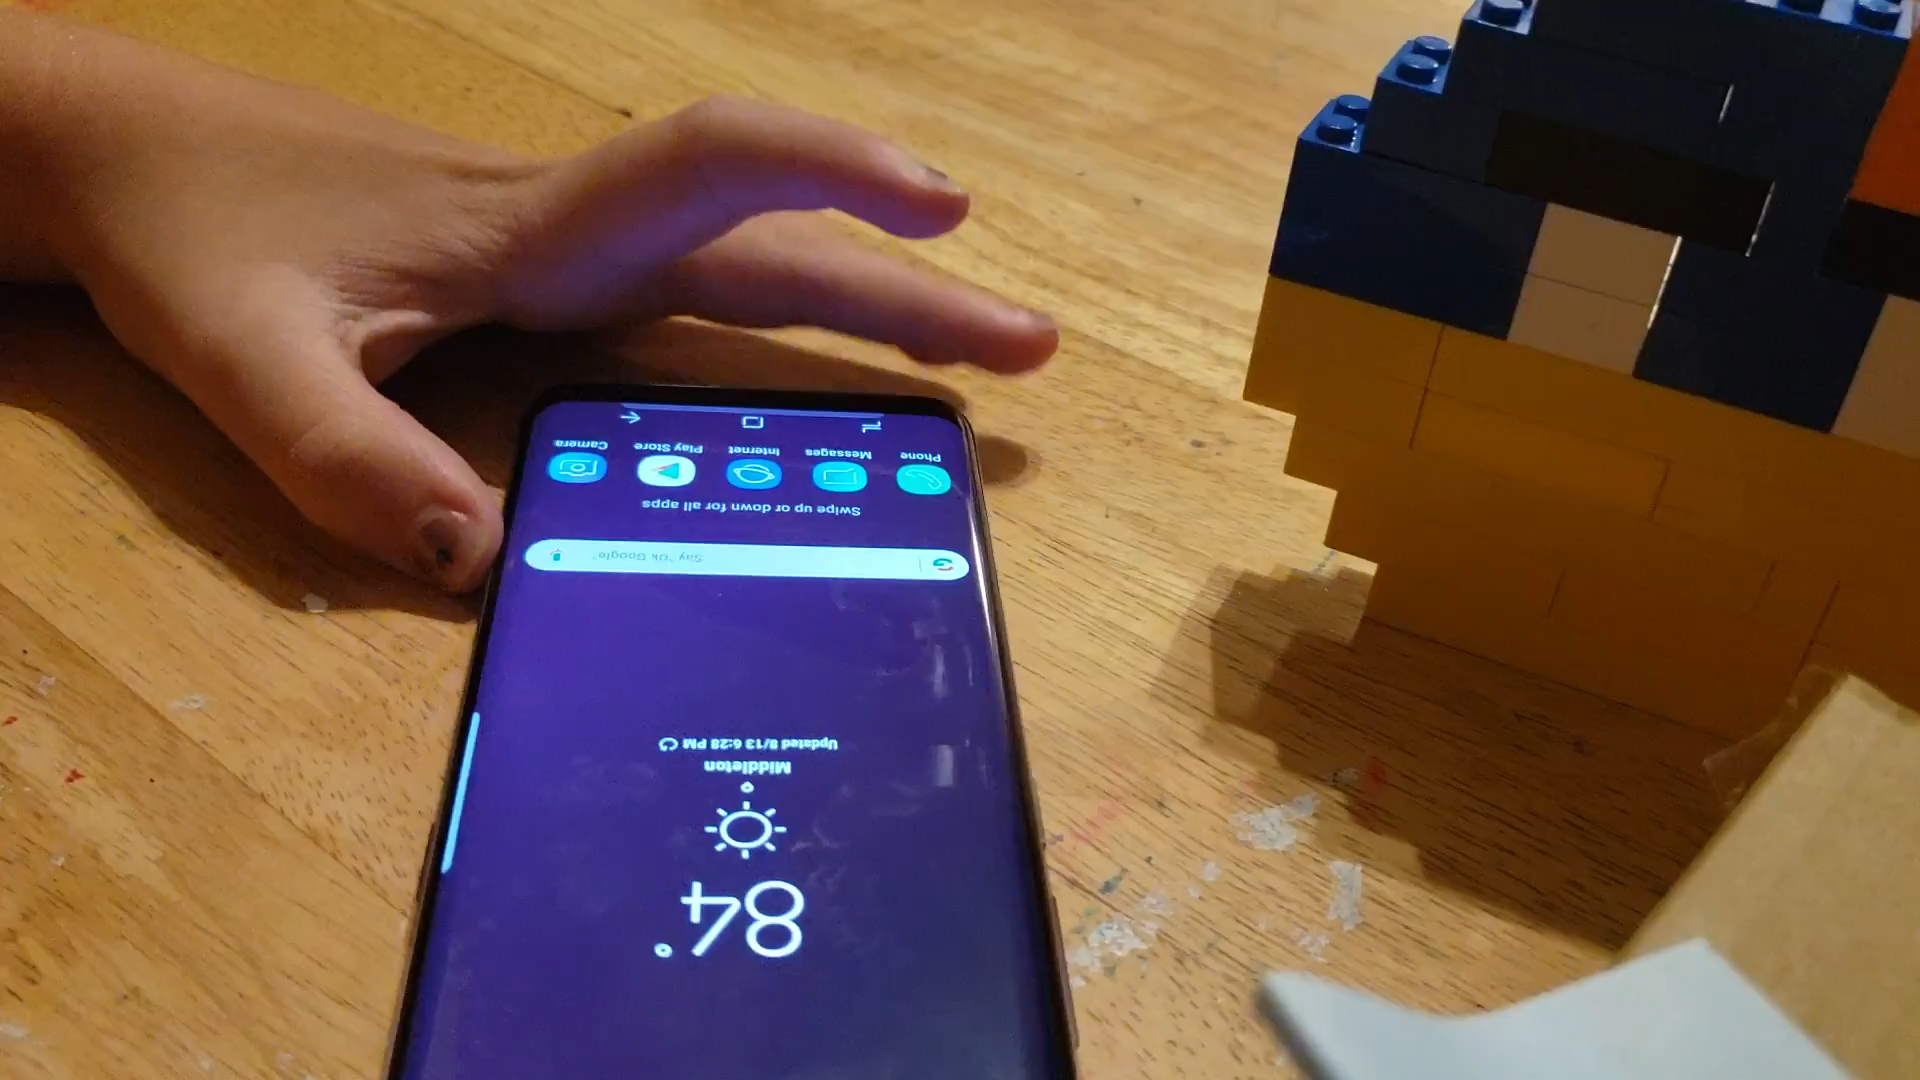 84°
Middleton
Updated 8/13 6:28 PM
Say "Ok Google"
Swipe up or down for all apps
Phone Messages Internet Play Store Camera